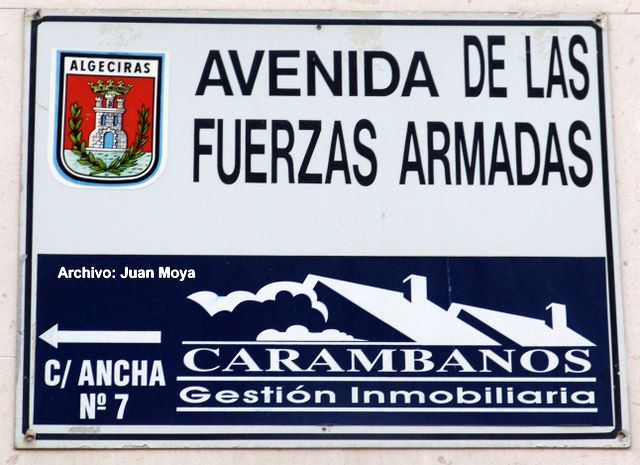 ALGECIRAS
AVENIDA DE LAS
FUERZAS ARMADAS
Archivo: Juan Moya
C/ ANCHA
Nº 7
CARAMBANOS
Gestión Inmobiliaria